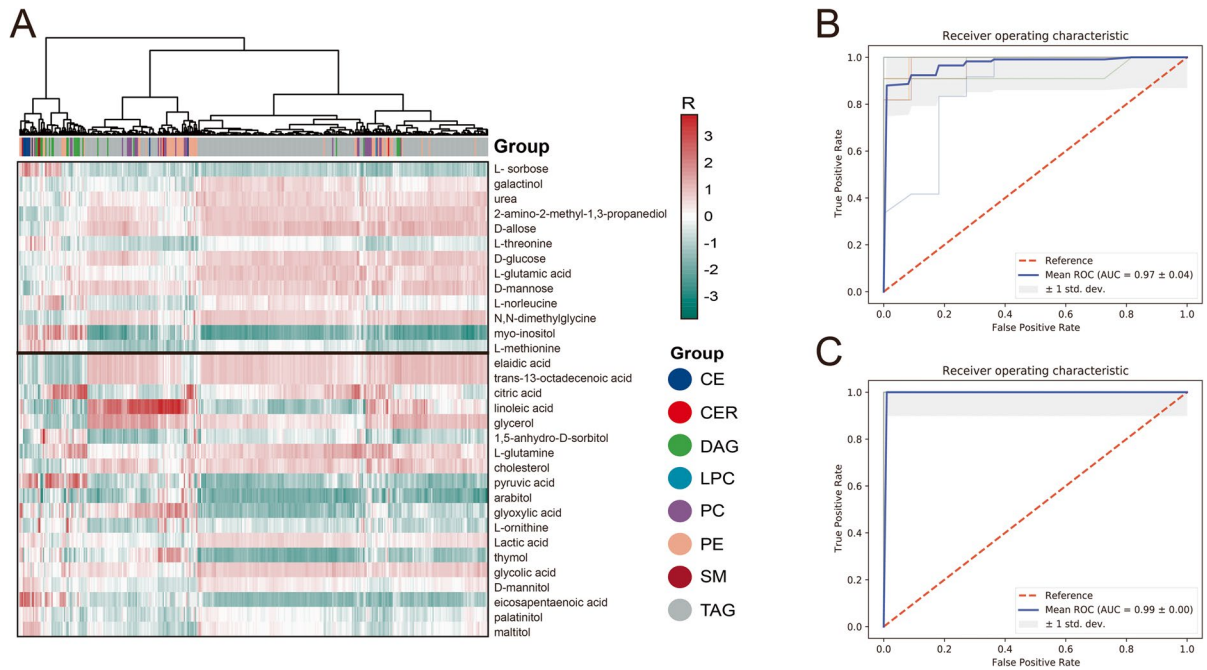 A
R
3
2
1
0
-1
-2
-3
Group
L- sorbose
galactinol
urea
2-amino-2-methyl-1,3-propanediol
D-allose
L-threonine
D-glucose
L-glutamic acid
D-mannose
L-norleucine
N,N-dimethylglycine
myo-inositol
L-methionine
elaidic acid
trans-13-octadecenoic acid
citric acid
linoleic acid
glycerol
1,5-anhydro-D-sorbitol
L-glutamine
cholesterol
pyruvic acid
arabitol
glyoxylic acid
L-ornithine
Lactic acid
thymol
glycolic acid
D-mannitol
eicosapentaenoic acid
palatinitol
maltitol
Group
CE
CER
DAG
LPC
PC
PE
SM
TAG
B
Receiver operating characteristic
True Positive Rate
1.0
0.8
0.6
0.4
0.2
0.0
Reference
Mean ROC (AUC = 0.97 ± 0.04)
± 1 std. dev.
0.0 0.2 0.4 0.6 0.8 1.0
False Positive Rate
C
Receiver operating characteristic
True Positive Rate
1.0
0.8
0.6
0.4
0.2
0.0
Reference
Mean ROC (AUC = 0.99 ± 0.00)
± 1 std. dev.
0.0 0.2 0.4 0.6 0.8 1.0
False Positive Rate